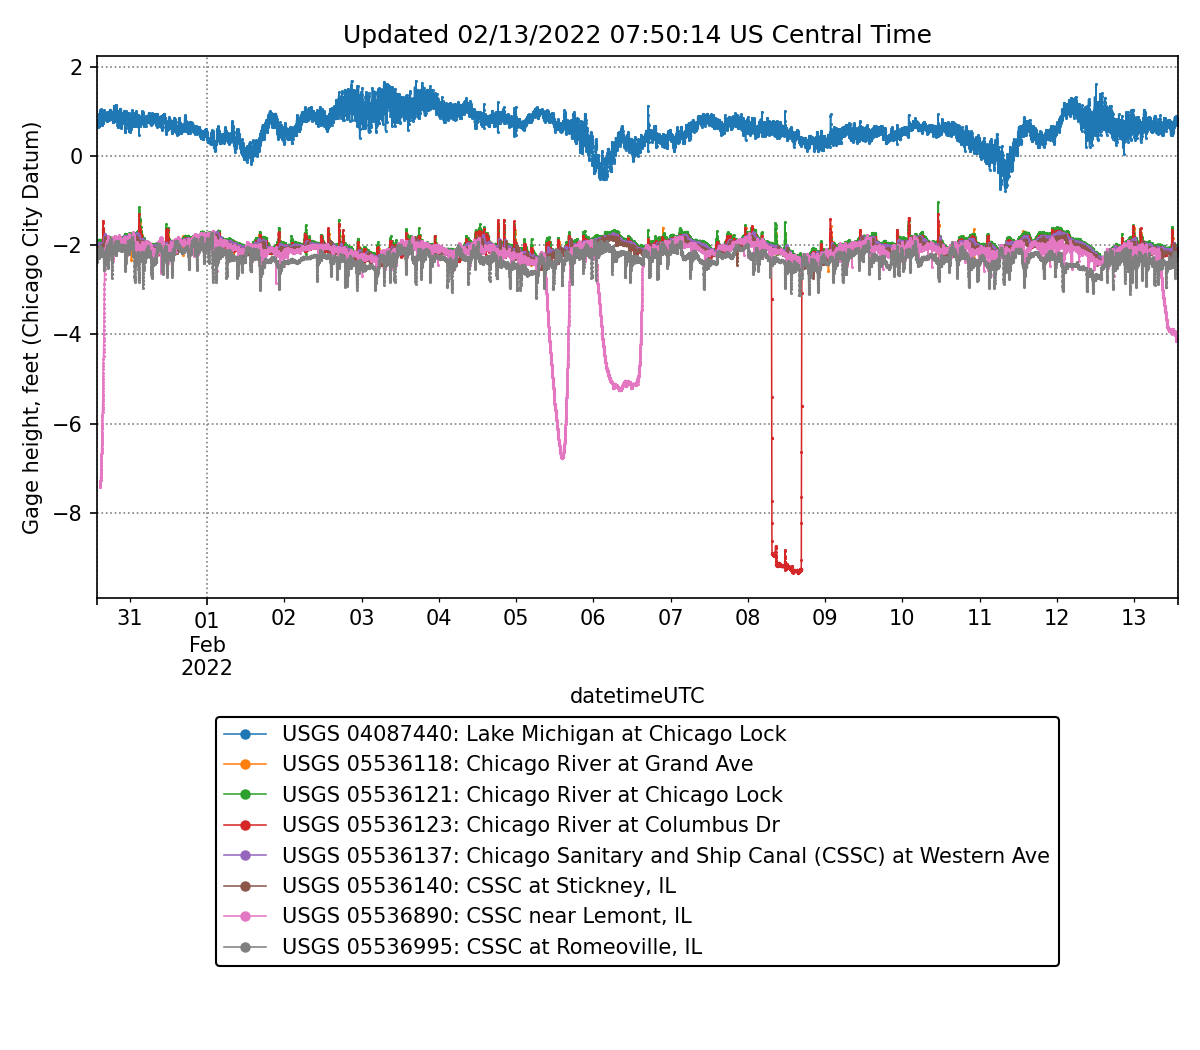 Updated 02/13/2022 07:50:14 US Central Time
Gage height, feet (Chicago City Datum)
2
0
−2
−4
−6
−8
31
01
Feb
2022
02
03
04
05
06
07
08
09
10
11
12
13
datetimeUTC
USGS 04087440: Lake Michigan at Chicago Lock
USGS 05536118: Chicago River at Grand Ave
USGS 05536121: Chicago River at Chicago Lock
USGS 05536123: Chicago River at Columbus Dr
USGS 05536137: Chicago Sanitary and Ship Canal (CSSC) at Western Ave
USGS 05536140: CSSC at Stickney, IL
USGS 05536890: CSSC near Lemont, IL
USGS 05536995: CSSC at Romeoville, IL